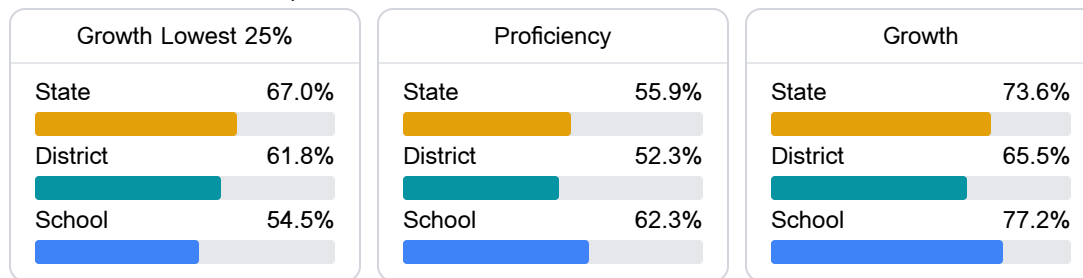 Growth Lowest 25%
State 67.0%
District 61.8%
School 54.5%
Proficiency
State 55.9%
District 52.3%
School 62.3%
Growth
State 73.6%
District 65.5%
School 77.2%